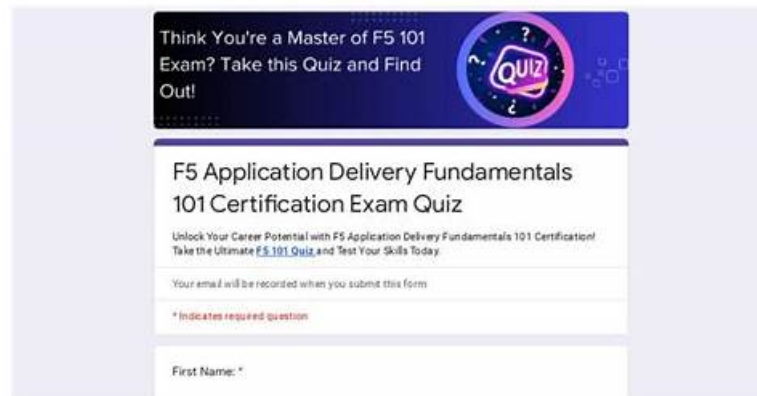 Think You're a Master of F5 101
Exam? Take this Quiz and Find
Out!
QUIZ
F5 Application Delivery Fundamentals
101 Certification Exam Quiz
Unlock Your Career Potential with F5 Application Delivery Fundamentals 101 Certification!
Take the Ultimate F5 101 Quiz and Test Your Skills Today.
Your email will be recorded when you submit this form
* Indicates required question
First Name: *